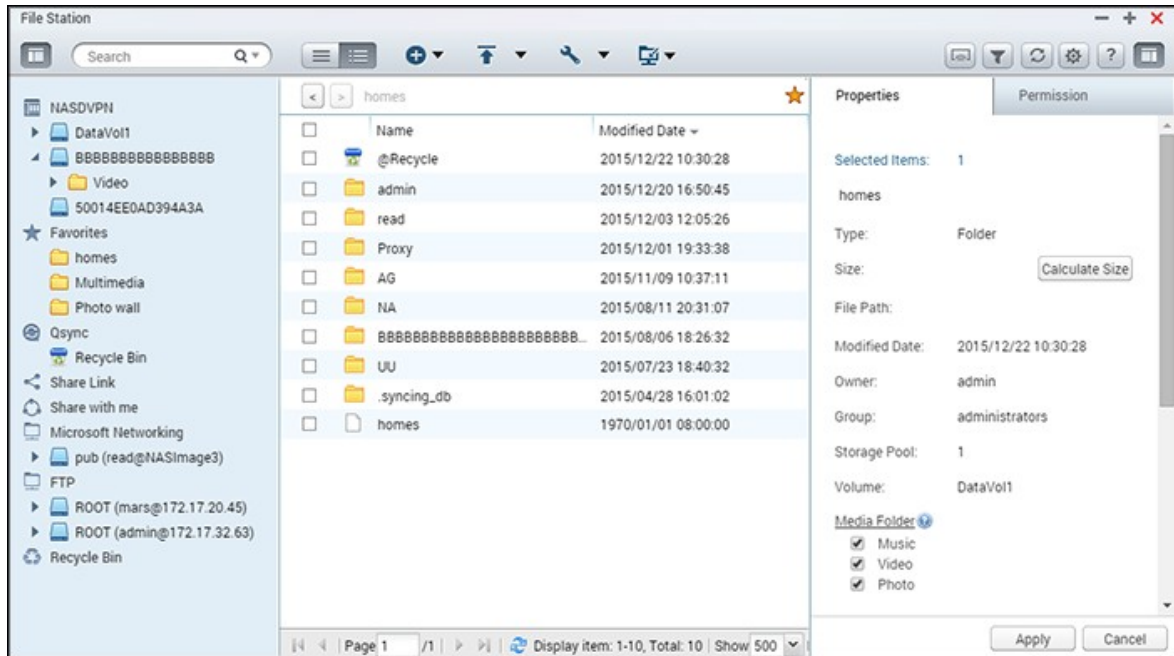 File Station
Search
NASDVPN
DataVol1
BBBBBBBBBBBBBBBB
Video
50014EE0AD394A3A
Favorites
homes
Multimedia
Photo wall
Qsync
Recycle Bin
Share Link
Share with me
Microsoft Networking
pub (read@NASImage3)
FTP
ROOT (mars@172.17.20.45)
ROOT (admin@172.17.32.63)
Recycle Bin
homes
Name Modified Date
@Recycle 2015/12/22 10:30:28
admin 2015/12/20 16:50:45
read 2015/12/03 12:05:26
Proxy 2015/12/01 19:33:38
AG 2015/11/09 10:37:11
NA 2015/08/11 20:31:07
BBBBBBBBBBBBBBBBBBBBBBBB... 2015/08/06 18:26:32
UU 2015/07/23 18:40:32
.syncing_db 2015/04/28 16:01:02
homes 1970/01/01 08:00:00
Page 1 /1 Display item: 1-10, Total: 10 Show 500
Properties Permission
Selected Items: 1
homes
Type: Folder
Size: Calculate Size
File Path:
Modified Date: 2015/12/22 10:30:28
Owner: admin
Group: administrators
Storage Pool: 1
Volume: DataVol1
Media Folder
Music
Video
Photo
Apply Cancel